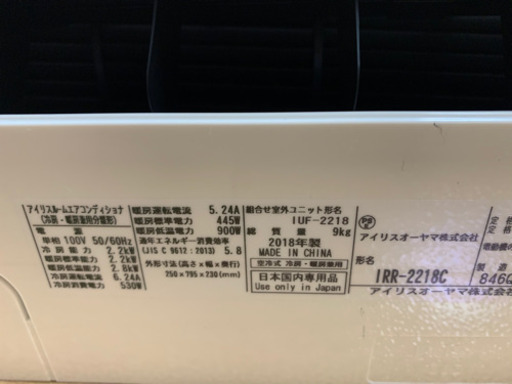 アイリスルームエアコンディショナ
(冷房・暖房兼用分離形)
電源
単相 100V 50/60Hz
冷房能力 2.2kW
暖房標準能力 2.2kW
暖房低温能力 2.8kW
冷房運転電流 6.24A
冷房消費電力 530W
暖房運転電流 5.24A
暖房標準電力 445W
暖房低温電力 900W
通年エネルギー消費効率
(JIS C 9612:2013) 5.8
外形寸法(高さ×幅×奥行)
250×795×230(mm)
組合せ室外ユニット形名
IUF-2218
総質量 9kg
2018年製
MADE IN CHINA
空冷式 冷房・暖房兼用
日本国内専用品
Use only in Japan
PSE
アイリスオーヤマ株式会社
形名
IRR-2218C
アイリスオーヤマ株式会
電動機の
製造
846Q